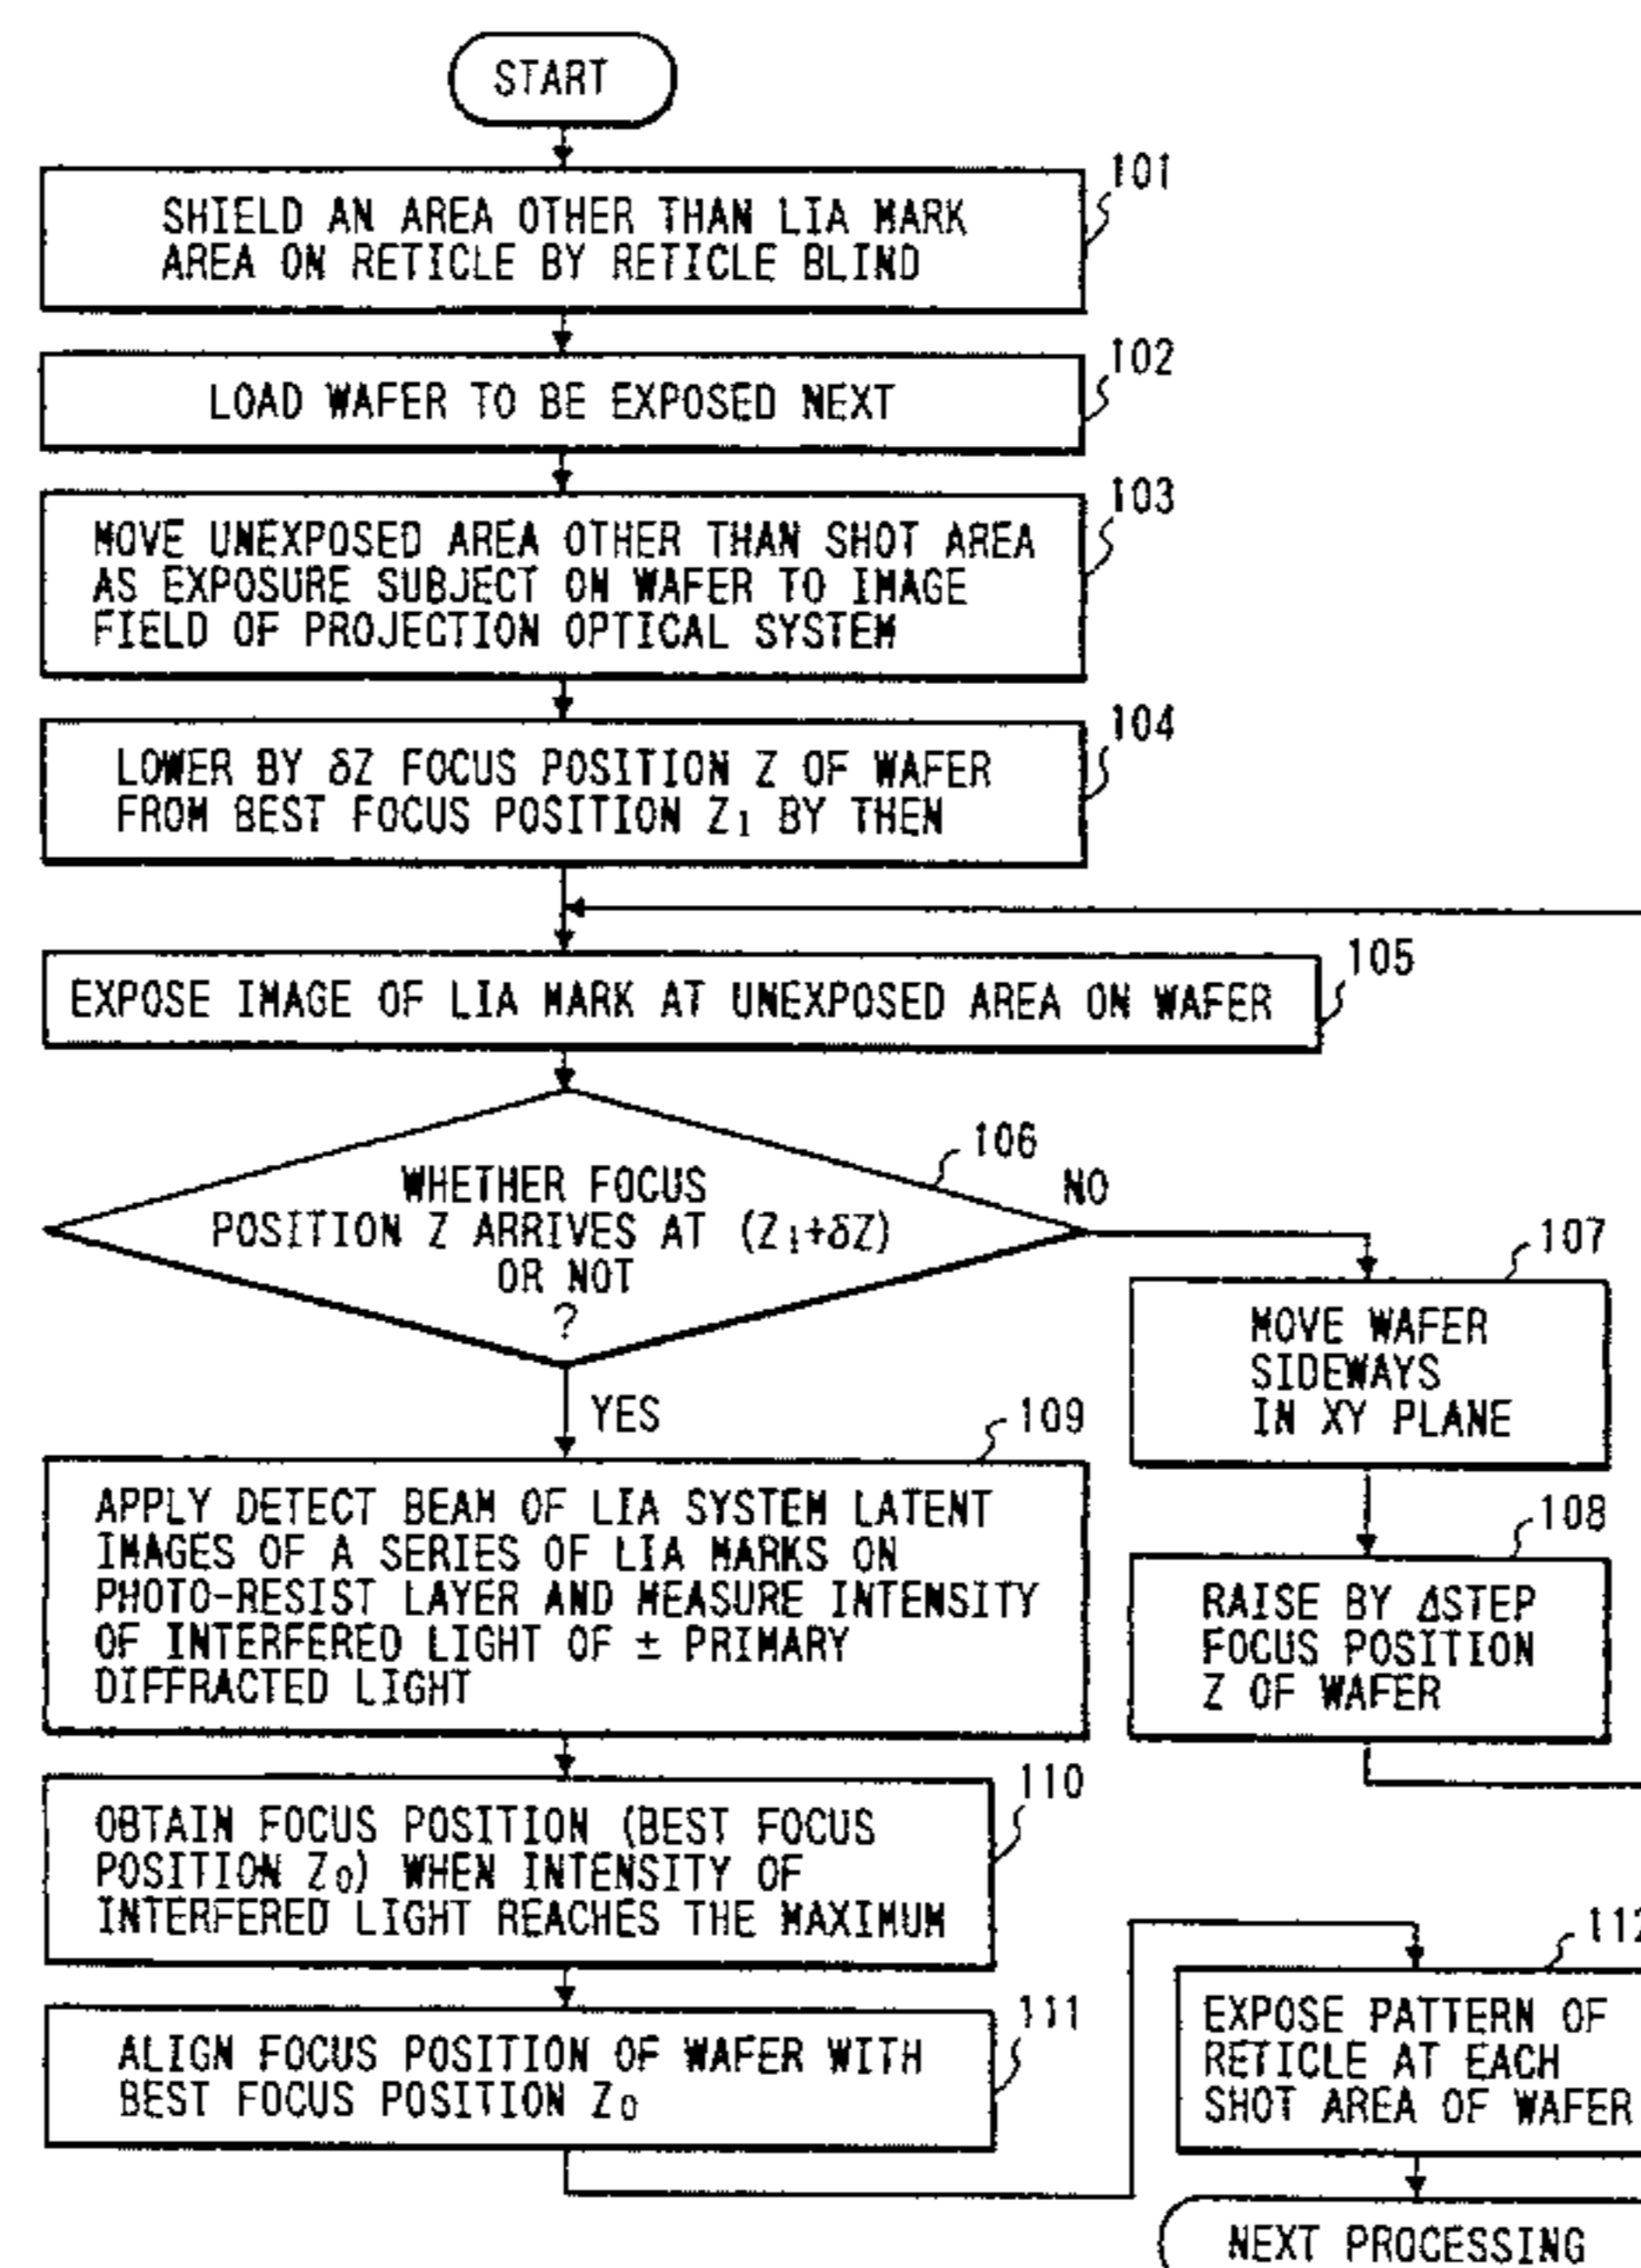 START
101
SHIELD AN AREA OTHER THAN LIA MARK
AREA ON RETICLE BY RETICLE BLIND
102
LOAD WAFER TO BE EXPOSED NEXT
103
MOVE UNEXPOSED AREA OTHER THAN SHOT AREA
AS EXPOSURE SUBJECT ON WAFER TO IMAGE
FIELD OF PROJECTION OPTICAL SYSTEM
104
LOWER BY δZ FOCUS POSITION Z OF WAFER
FROM BEST FOCUS POSITION Z₁ BY THEN
105
EXPOSE IMAGE OF LIA MARK AT UNEXPOSED AREA ON WAFER
106
WHETHER FOCUS
POSITION Z ARRIVES AT (Z₁+δZ)
OR NOT
?
NO
YES
107
MOVE WAFER
SIDEWAYS
IN XY PLANE
108
RAISE BY ΔSTEP
FOCUS POSITION
Z OF WAFER
109
APPLY DETECT BEAM OF LIA SYSTEM LATENT
IMAGES OF A SERIES OF LIA MARKS ON
PHOTO-RESIST LAYER AND MEASURE INTENSITY
OF INTERFERED LIGHT OF ± PRIMARY
DIFFRACTED LIGHT
110
OBTAIN FOCUS POSITION (BEST FOCUS
POSITION Z₀) WHEN INTENSITY OF
INTERFERED LIGHT REACHES THE MAXIMUM
111
ALIGN FOCUS POSITION OF WAFER WITH
BEST FOCUS POSITION Z₀
112
EXPOSE PATTERN OF
RETICLE AT EACH
SHOT AREA OF WAFER
NEXT PROCESSING